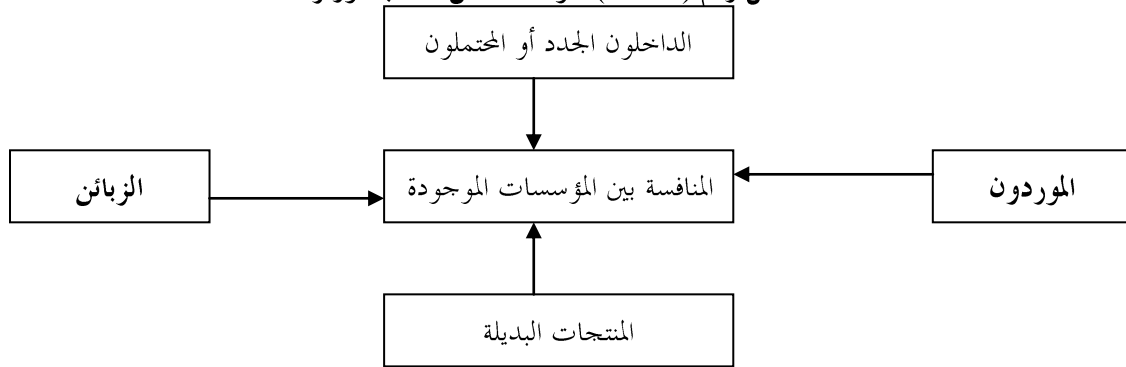 الداخلون الجدد أو المحتملون
الموردون
المنافسة بين المؤسسات الموجودة
الزبائن
المنتجات البديلة